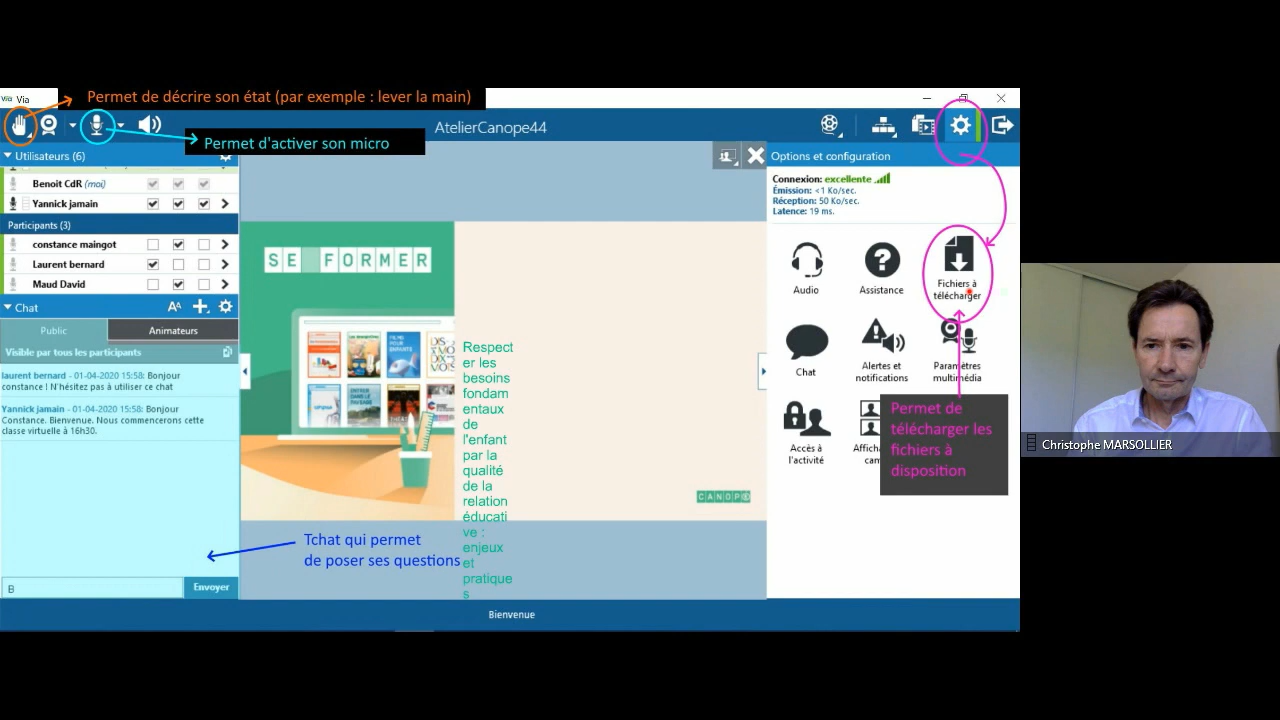 Via Via
Permet de décrire son état (par exemple : lever la main)
Permet d'activer son micro
AtelierCanope44
Utilisateurs (6)
Benoit CdR (moi)
Yannick jamain
Participants (3)
constance maingot
Laurent bernard
Maud David
Chat
AA
Public
Animateurs
Visible par tous les participants
laurent bernard - 01-04-2020 15:58: Bonjour
constance ! N'hésitez pas à utiliser ce chat
Yannick jamain - 01-04-2020 15:58: Bonjour
Constance. Bienvenue. Nous commencerons cette
classe virtuelle à 16h30.
B
Envoyer
SE FORMER
Respect
er les
besoins
fondam
entaux
de
l'enfant
par la
qualité
de la
relation
éducati
ve :
enjeux
et
pratique
s
CANOPÉ
Tchat qui permet
de poser ses questions
Bienvenue
Options et configuration
Connexion: excellente
Émission: <1 Ko/sec.
Réception: 50 Ko/sec.
Latence: 19 ms.
Audio
Assistance
Fichiers à
télécharger
Chat
Alertes et
notifications
Paramètres
multimédia
Accès à
l'activité
Permet de
télécharger les
fichiers à
disposition
Christophe MARSOLLIER